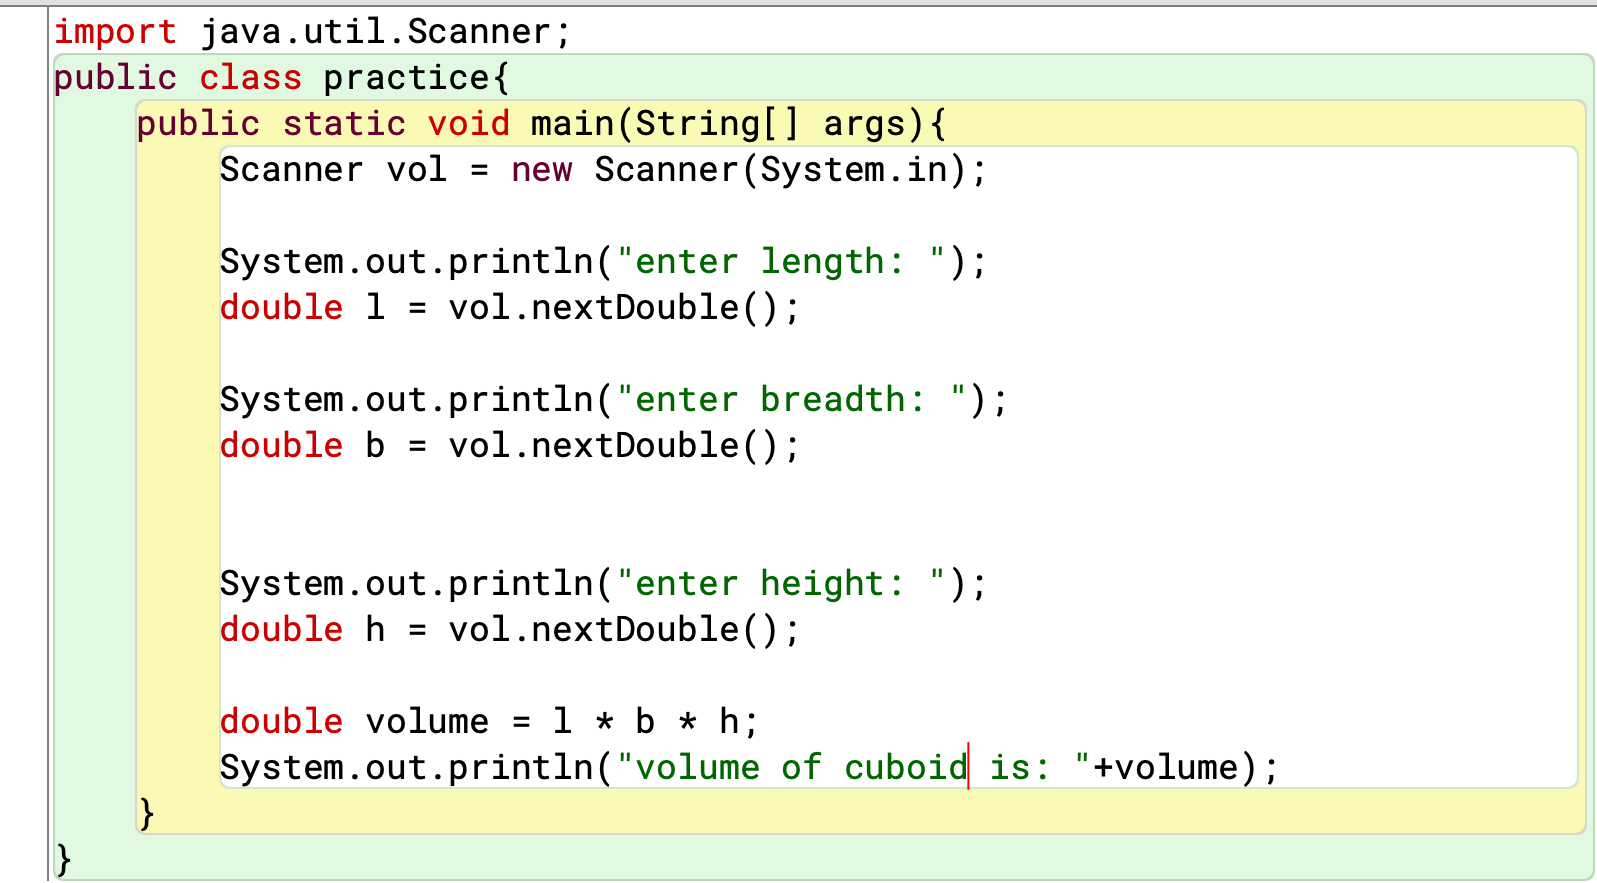 import java.util.Scanner;
public class practice{
    public static void main(String[] args){
        Scanner vol = new Scanner(System.in);

        System.out.println("enter length: ");
        double l = vol.nextDouble();

        System.out.println("enter breadth: ");
        double b = vol.nextDouble();


        System.out.println("enter height: ");
        double h = vol.nextDouble();

        double volume = l * b * h;
        System.out.println("volume of cuboid is: "+volume);
    }
}